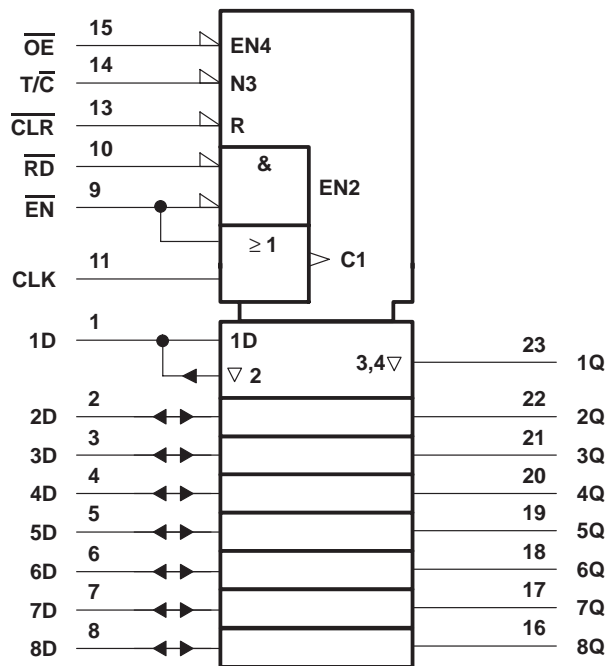 15
OE
EN4
14
T/C
N3
13
CLR
R
10
RD
&
EN2
9
EN
≥ 1
C1
11
CLK
1
1D
1D
23
3,4 ▽
1Q
▽ 2
2
2D
22
2Q
3
3D
21
3Q
4
4D
20
4Q
5
5D
19
5Q
6
6D
18
6Q
7
7D
17
7Q
8
8D
16
8Q